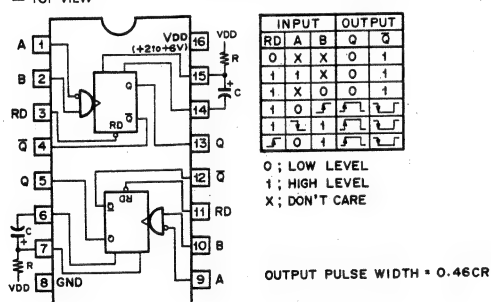 TOP VIEW
A 1
B 2
RD 3
Q̅ 4
Q 5
6
7
8 GND
C
+
R
VDD
VDD 16
(+2to+6V)
15
14
13 Q
12 Q̅
11 RD
10 B
9 A
VDD
R
+
C
Q
Q̅
RD
RD
Q̅
Q
INPUT OUTPUT
RD A B Q Q̅
0 X X 0 1
1 1 X 0 1
1 X 0 0 1
1 0
1 1
0 1
0 ; LOW LEVEL
1 ; HIGH LEVEL
X ; DON'T CARE
OUTPUT PULSE WIDTH = 0.46CR